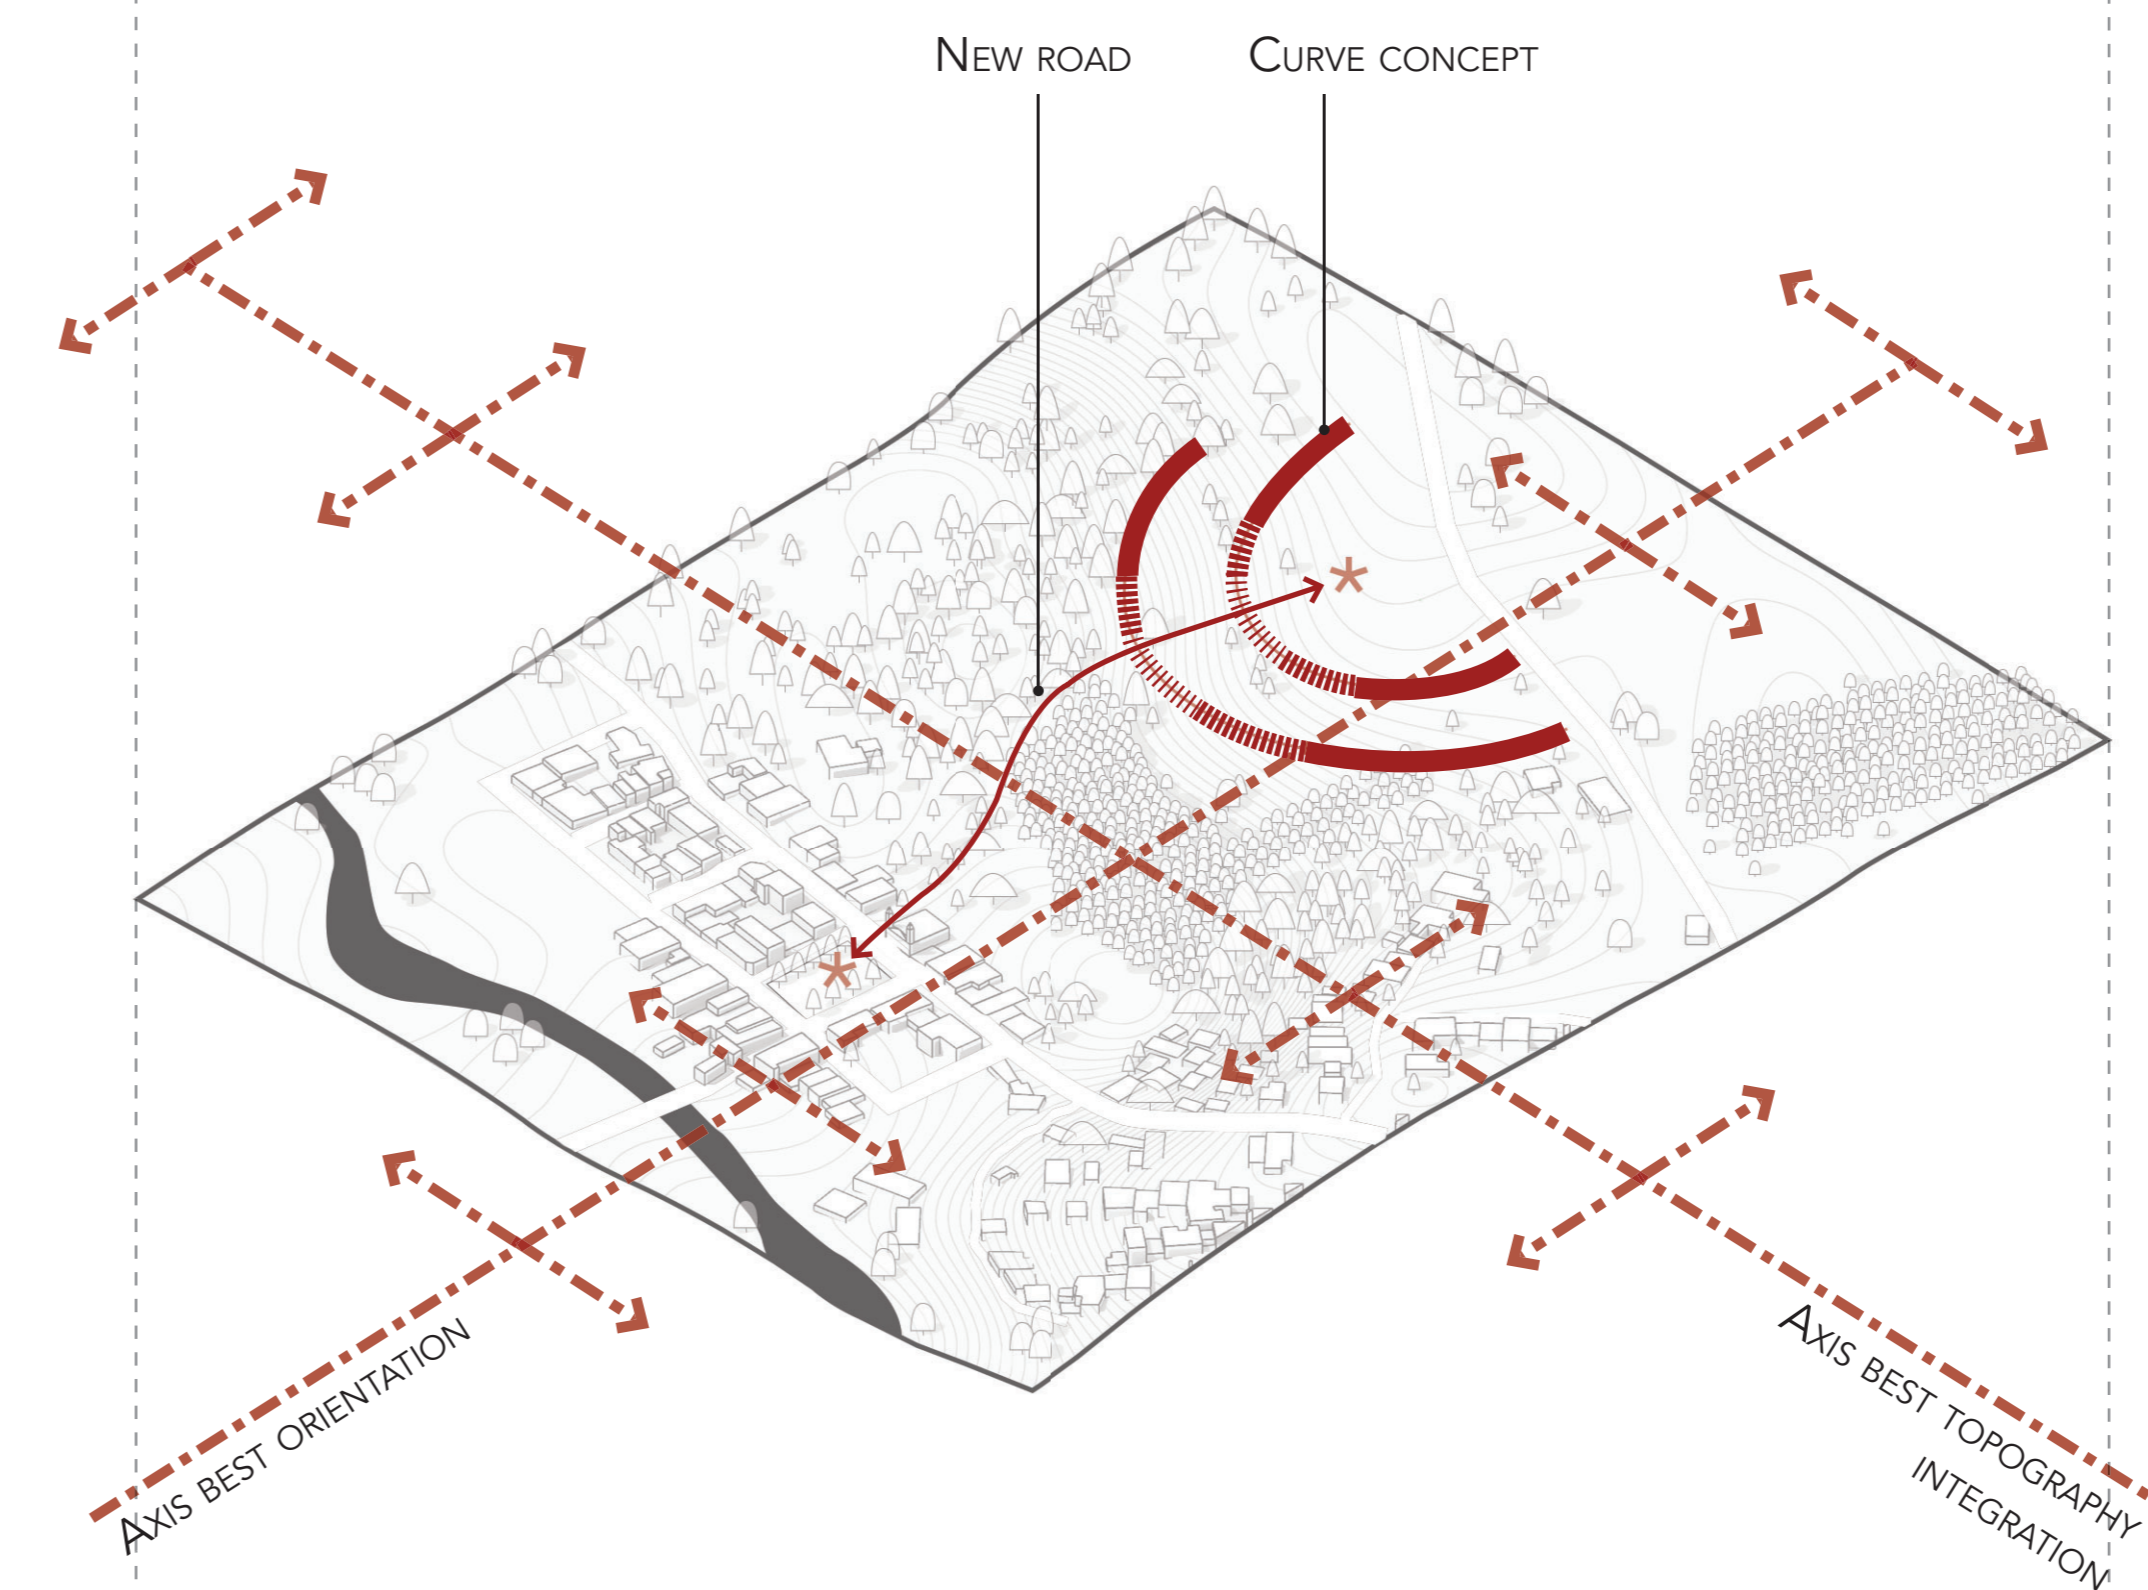 New road
Curve concept
Axis best orientation
Axis best topography
integration